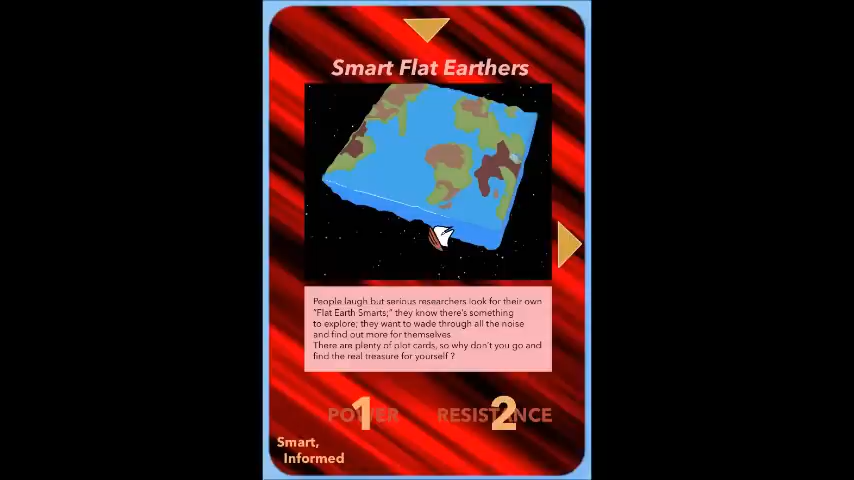 Smart Flat Earthers
People laugh but serious researchers look for their own
"Flat Earth Smarts;" they know there's something
to explore; they want to wade through all the noise
and find out more for themselves
There are plenty of plot cards, so why don't you go and
find the real treasure for yourself ?
POWER 1 RESISTANCE 2
Smart,
Informed